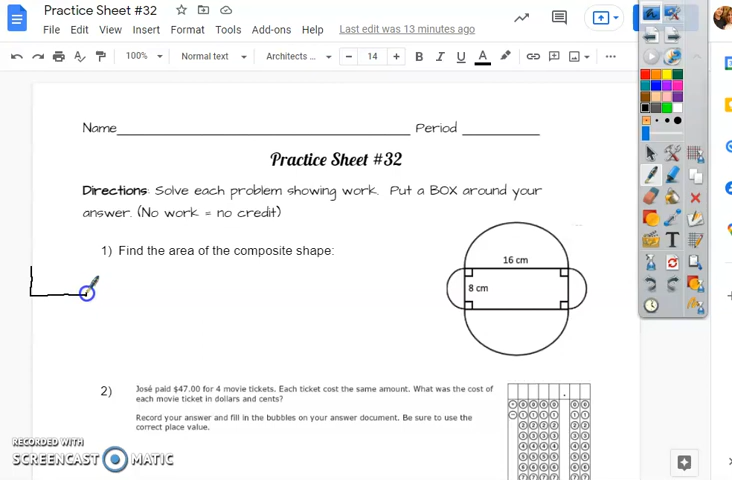 Practice Sheet #32
File Edit View Insert Format Tools Add-ons Help Last edit was 13 minutes ago
100% Normal text Architects ... 14 B I U A
Name Period
Practice Sheet #32
Directions: Solve each problem showing work. Put a BOX around your
answer. (No work = no credit)
1) Find the area of the composite shape:
16 cm
8 cm
2) José paid $47.00 for 4 movie tickets. Each ticket cost the same amount. What was the cost of
each movie ticket in dollars and cents?
Record your answer and fill in the bubbles on your answer document. Be sure to use the
correct place value.
RECORDED WITH
SCREENCAST MATIC